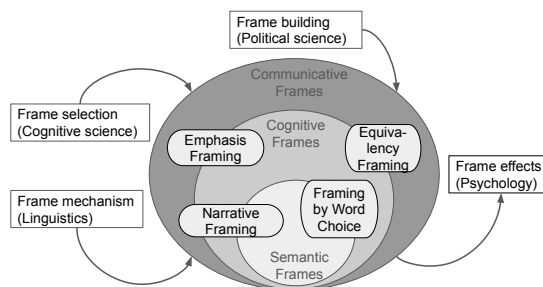 Frame building
(Political science)
Communicative
Frames
Frame selection
(Cognitive science)
Cognitive
Frames
Emphasis
Framing
Equiva-
lency
Framing
Frame effects
(Psychology)
Frame mechanism
(Linguistics)
Narrative
Framing
Framing
by Word
Choice
Semantic
Frames